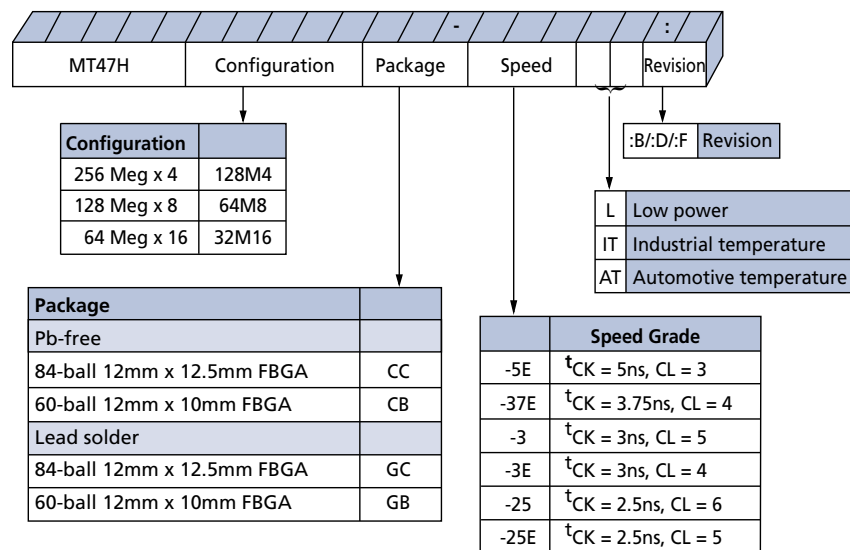 - :
MT47H Configuration Package Speed Revision
:B/:D/:F Revision
Configuration
256 Meg x 4 128M4
128 Meg x 8 64M8
64 Meg x 16 32M16
L Low power
IT Industrial temperature
AT Automotive temperature
Package
Pb-free
84-ball 12mm x 12.5mm FBGA CC
60-ball 12mm x 10mm FBGA CB
Lead solder
84-ball 12mm x 12.5mm FBGA GC
60-ball 12mm x 10mm FBGA GB
Speed Grade
-5E tCK = 5ns, CL = 3
-37E tCK = 3.75ns, CL = 4
-3 tCK = 3ns, CL = 5
-3E tCK = 3ns, CL = 4
-25 tCK = 2.5ns, CL = 6
-25E tCK = 2.5ns, CL = 5